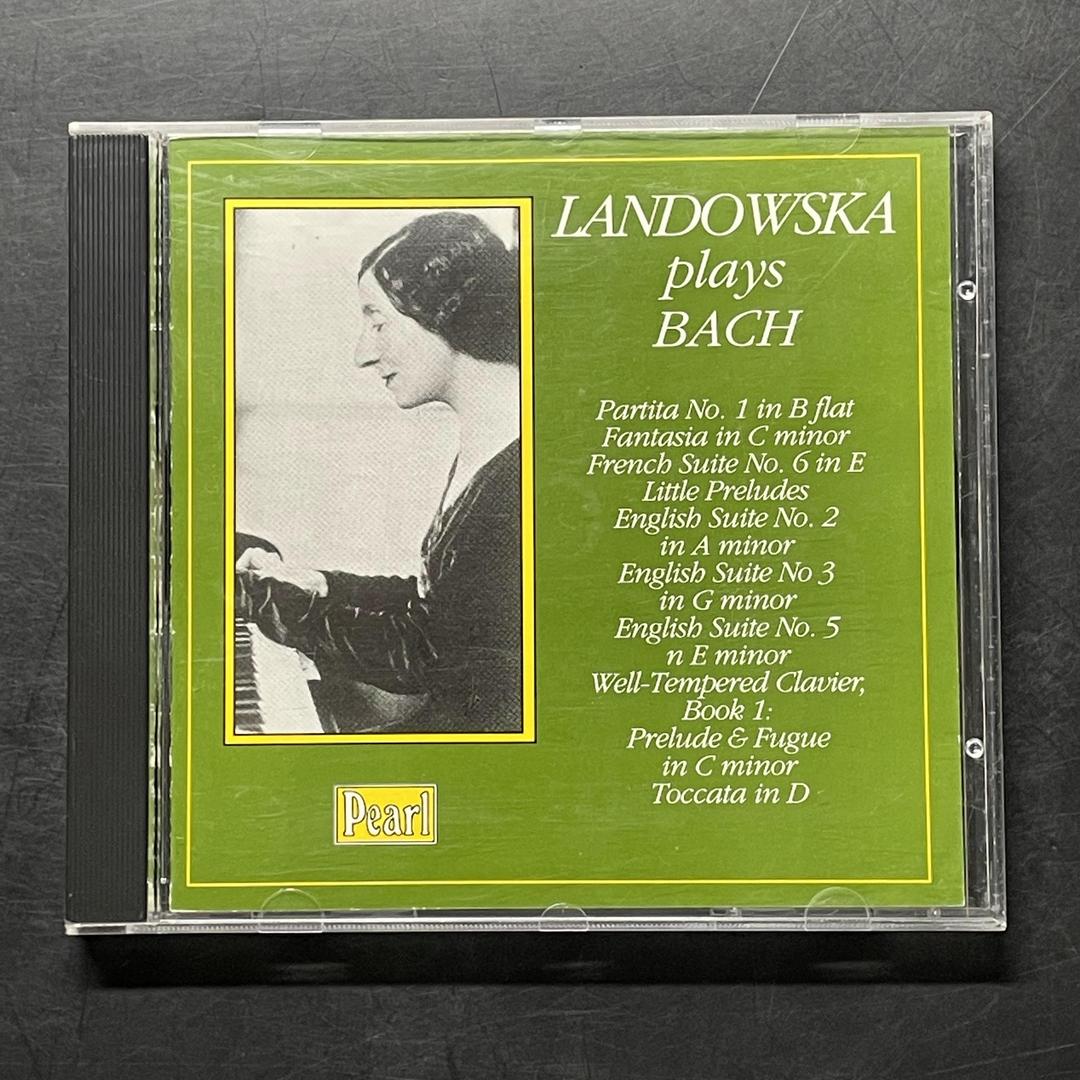 LANDOWSKA
plays
BACH
Partita No. 1 in B flat
Fantasia in C minor
French Suite No. 6 in E
Little Preludes
English Suite No. 2
in A minor
English Suite No 3
in G minor
English Suite No. 5
n E minor
Well-Tempered Clavier,
Book 1:
Prelude & Fugue
in C minor
Toccata in D
Pearl